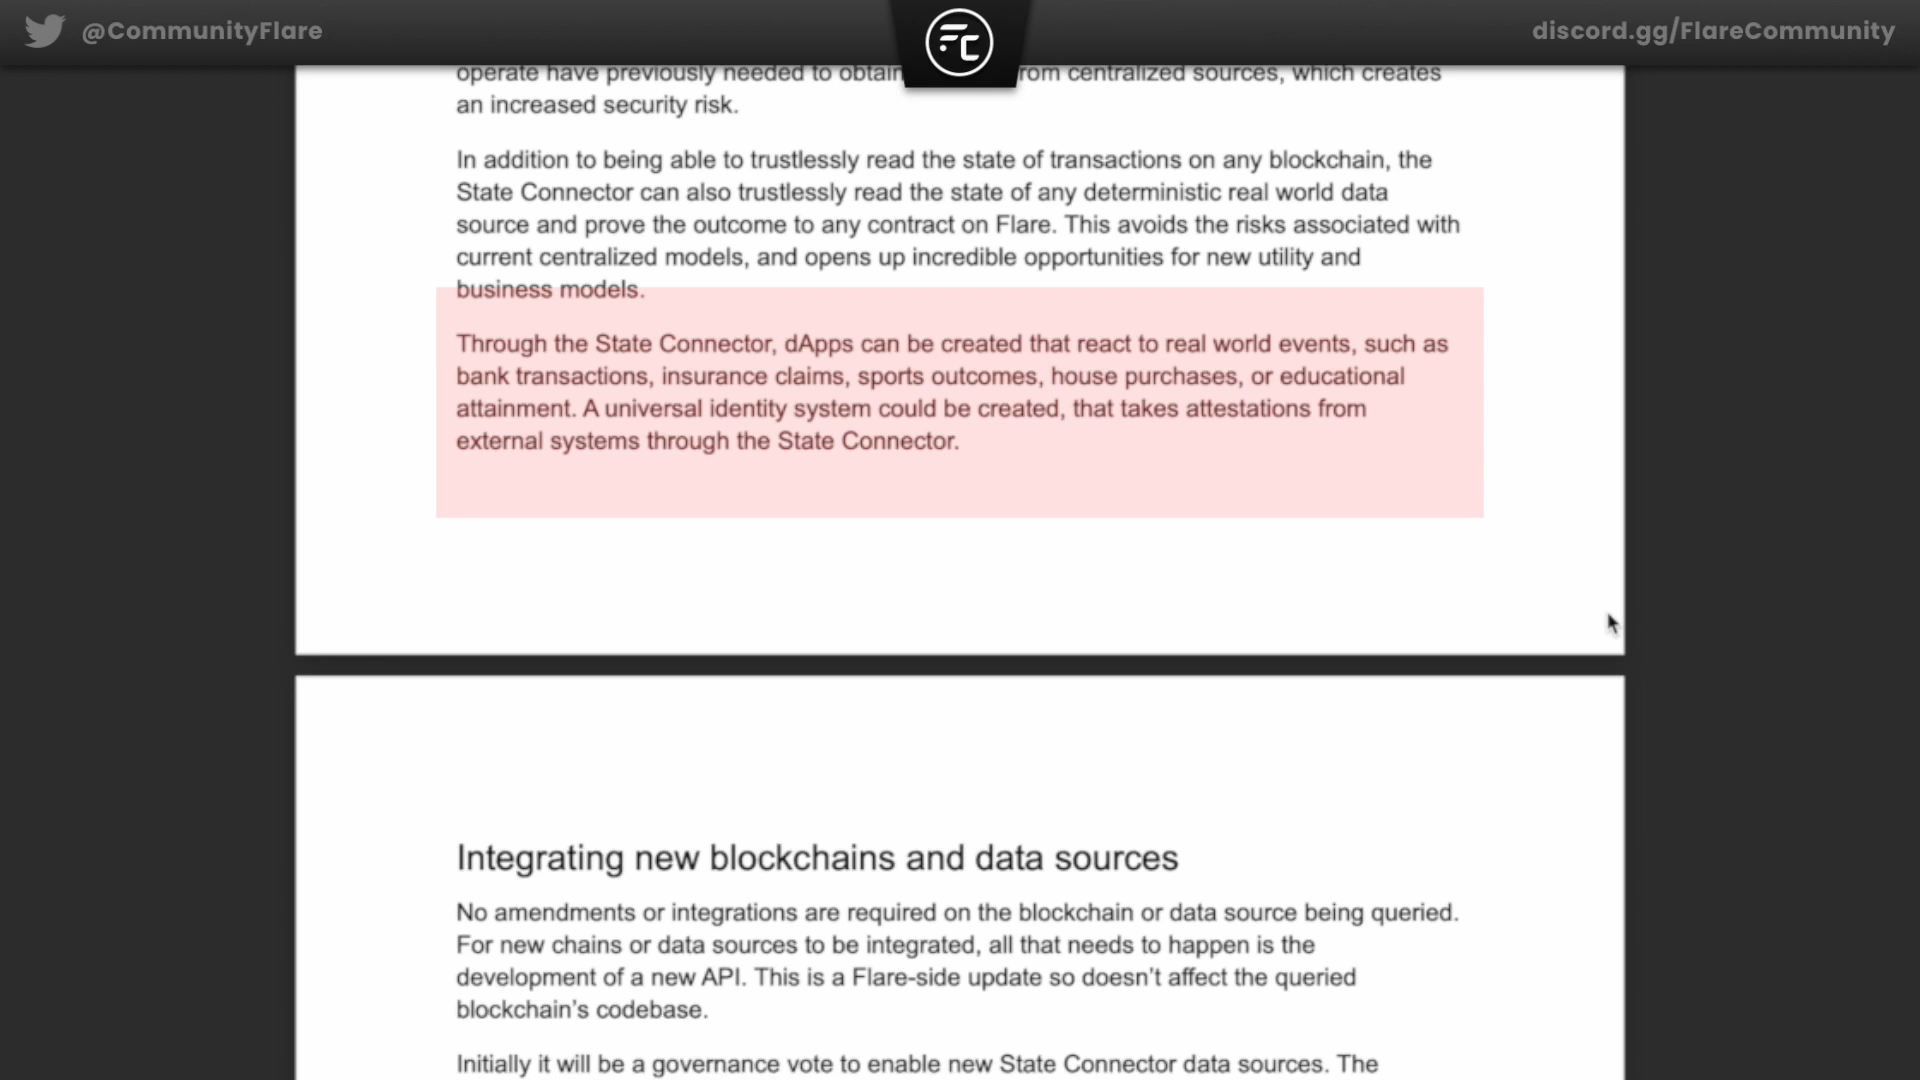 @CommunityFlare
FC
discord.gg/FlareCommunity
operate have previously needed to obtain rom centralized sources, which creates
an increased security risk.
In addition to being able to trustlessly read the state of transactions on any blockchain, the
State Connector can also trustlessly read the state of any deterministic real world data
source and prove the outcome to any contract on Flare. This avoids the risks associated with
current centralized models, and opens up incredible opportunities for new utility and
business models.
Through the State Connector, dApps can be created that react to real world events, such as
bank transactions, insurance claims, sports outcomes, house purchases, or educational
attainment. A universal identity system could be created, that takes attestations from
external systems through the State Connector.
Integrating new blockchains and data sources
No amendments or integrations are required on the blockchain or data source being queried.
For new chains or data sources to be integrated, all that needs to happen is the
development of a new API. This is a Flare-side update so doesn't affect the queried
blockchain's codebase.
Initially it will be a governance vote to enable new State Connector data sources. The